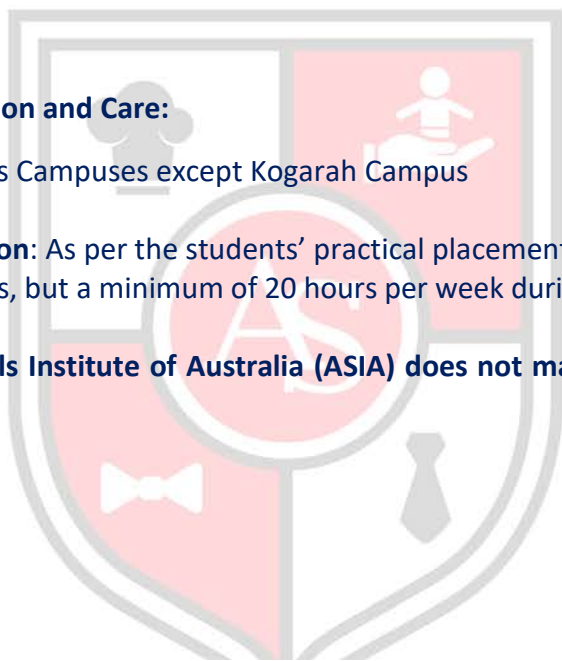 on and Care:
s Campuses except Kogarah Campus
on: As per the students’ practical placement
s, but a minimum of 20 hours per week duri
ls Institute of Australia (ASIA) does not ma
AS